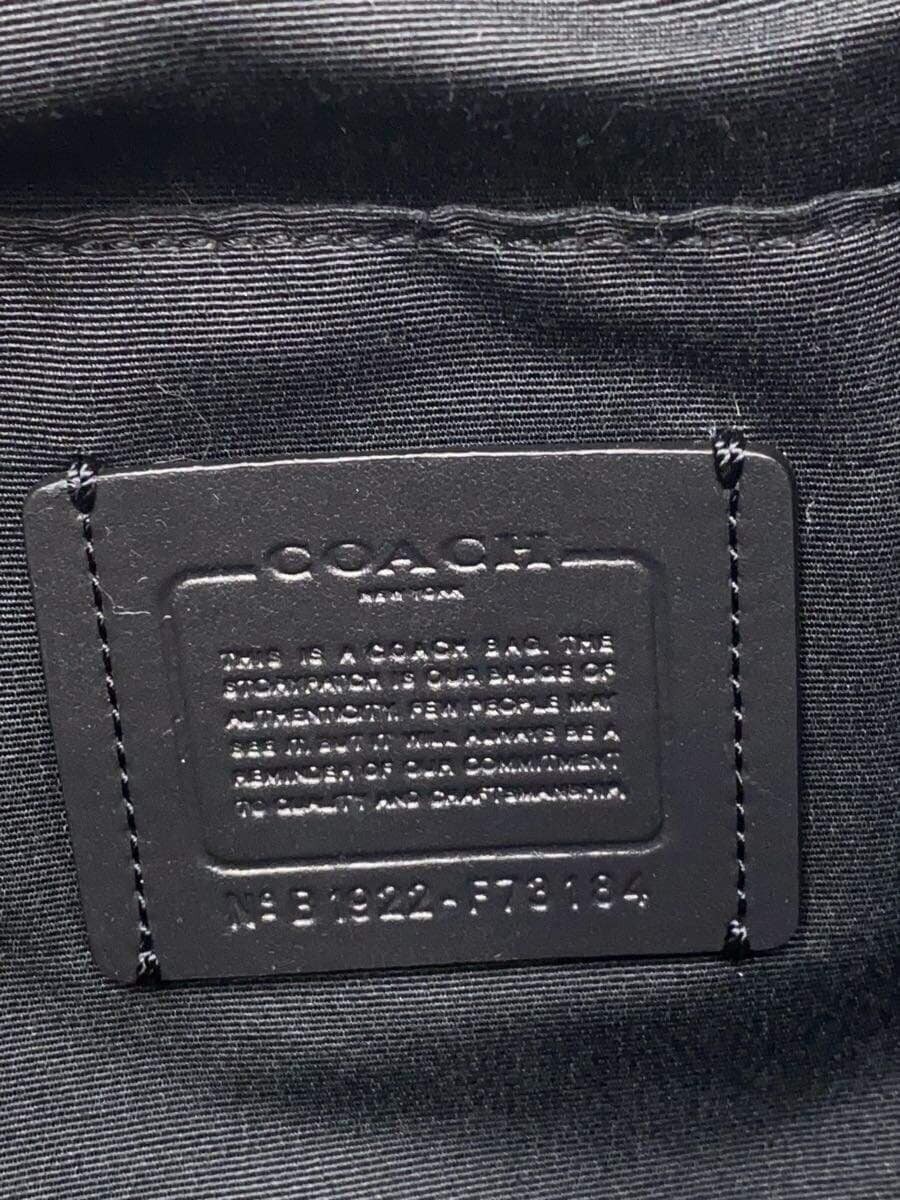 COACH
NEW YORK
THIS IS A COACH BAG. THE
STORYPATCH IS OUR BADGE OF
AUTHENTICITY. FEW PEOPLE MAY
SEE IT, BUT IT WILL ALWAYS BE A
REMINDER OF OUR COMMITMENT
TO QUALITY AND CRAFTSMANSHIP.
Nº B1922-F73184